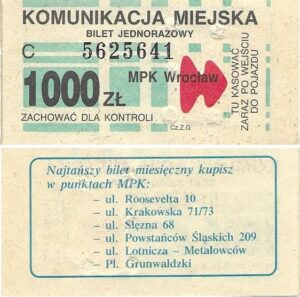 KOMUNIKACJA MIEJSKA
BILET JEDNORAZOWY
C 5625641
1000 ZŁ
MPK Wrocław
ZACHOWAĆ DLA KONTROLI
Cz.Z.G
TU KASOWAĆ
ZARAZ PO WEJŚCIU
DO POJAZDU
Najtańszy bilet miesięczny kupisz
w punktach MPK:
– ul. Roosevelta 10
– ul. Krakowska 71/73
– ul. Ślężna 68
– ul. Powstańców Śląskich 209
– ul. Lotnicza – Metalowców
– Pl. Grunwaldzki